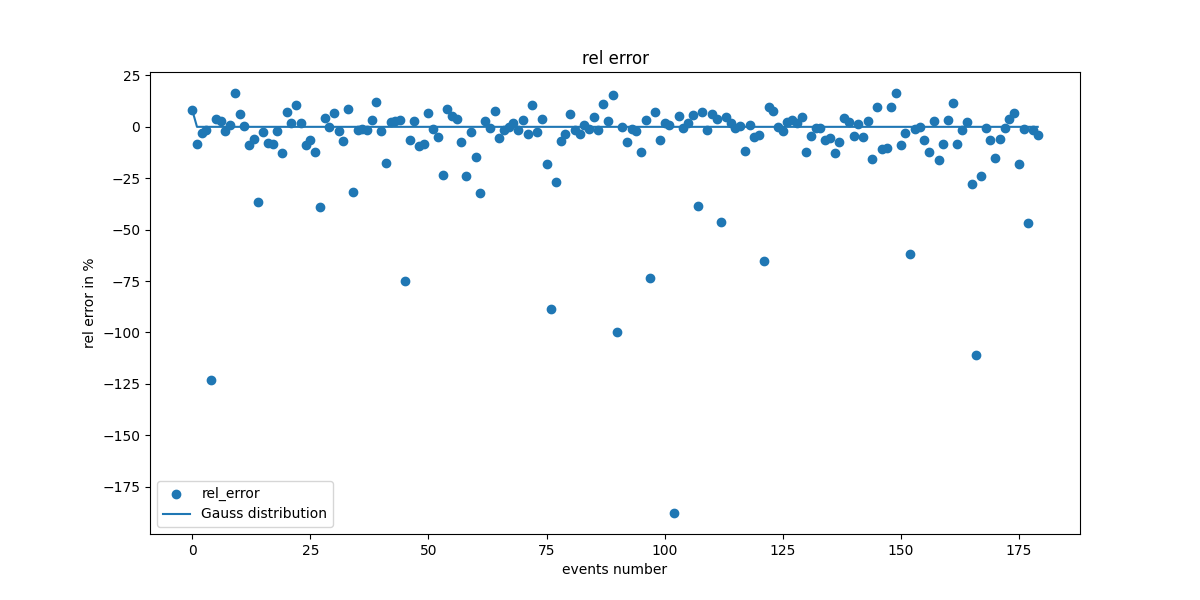 rel error
25
0
−25
−50
−75
−100
−125
−150
−175
rel error in %
rel_error
Gauss distribution
0 25 50 75 100 125 150 175
events number